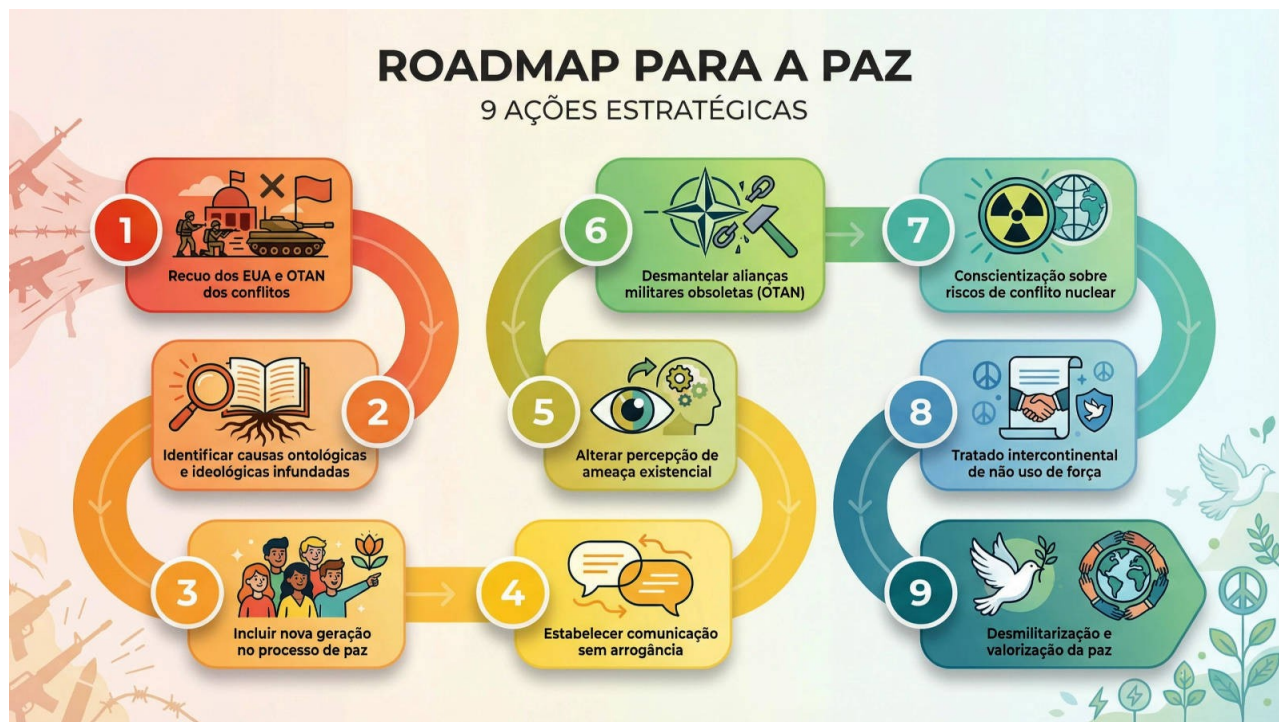 ROADMAP PARA A PAZ
9 AÇÕES ESTRATÉGICAS
1
Recuo dos EUA e OTAN
dos conflitos
2
Identificar causas ontológicas
e ideológicas infundadas
3
Incluir nova geração
no processo de paz
4
Estabelecer comunicação
sem arrogância
5
Alterar percepção de
ameaça existencial
6
Desmantelar alianças
militares obsoletas (OTAN)
7
Conscientização sobre
riscos de conflito nuclear
8
Tratado intercontinental
de não uso de força
9
Desmilitarização e
valorização da paz